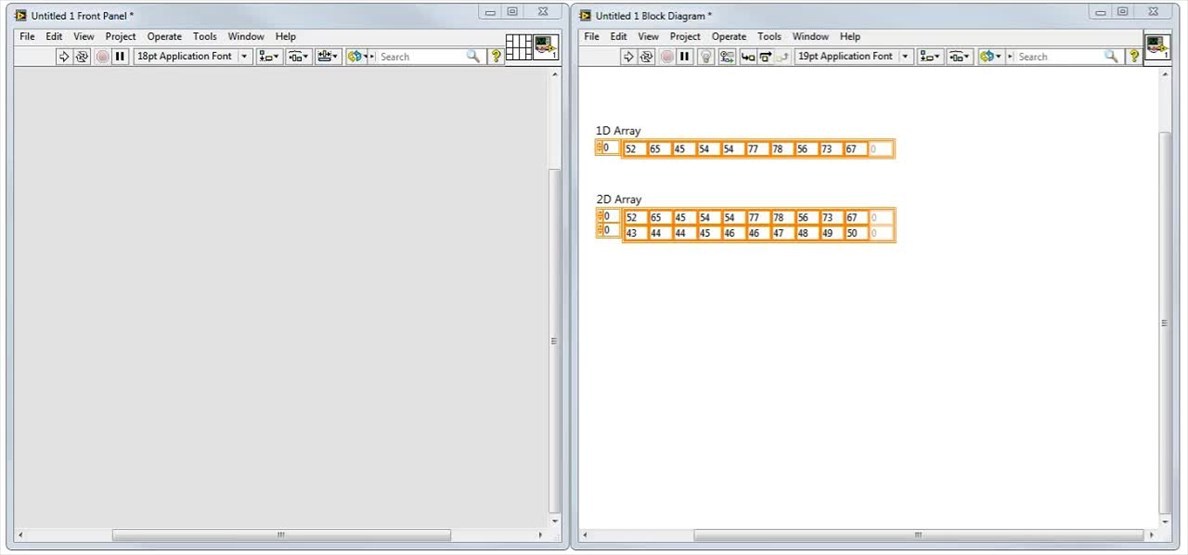 Untitled 1 Front Panel *
File Edit View Project Operate Tools Window Help
18pt Application Font Search ?
1
Untitled 1 Block Diagram *
File Edit View Project Operate Tools Window Help
19pt Application Font Search ?
1
1D Array
0 52 65 45 54 54 77 78 56 73 67 0
2D Array
0 52 65 45 54 54 77 78 56 73 67 0
0 43 44 44 45 46 46 47 48 49 50 0